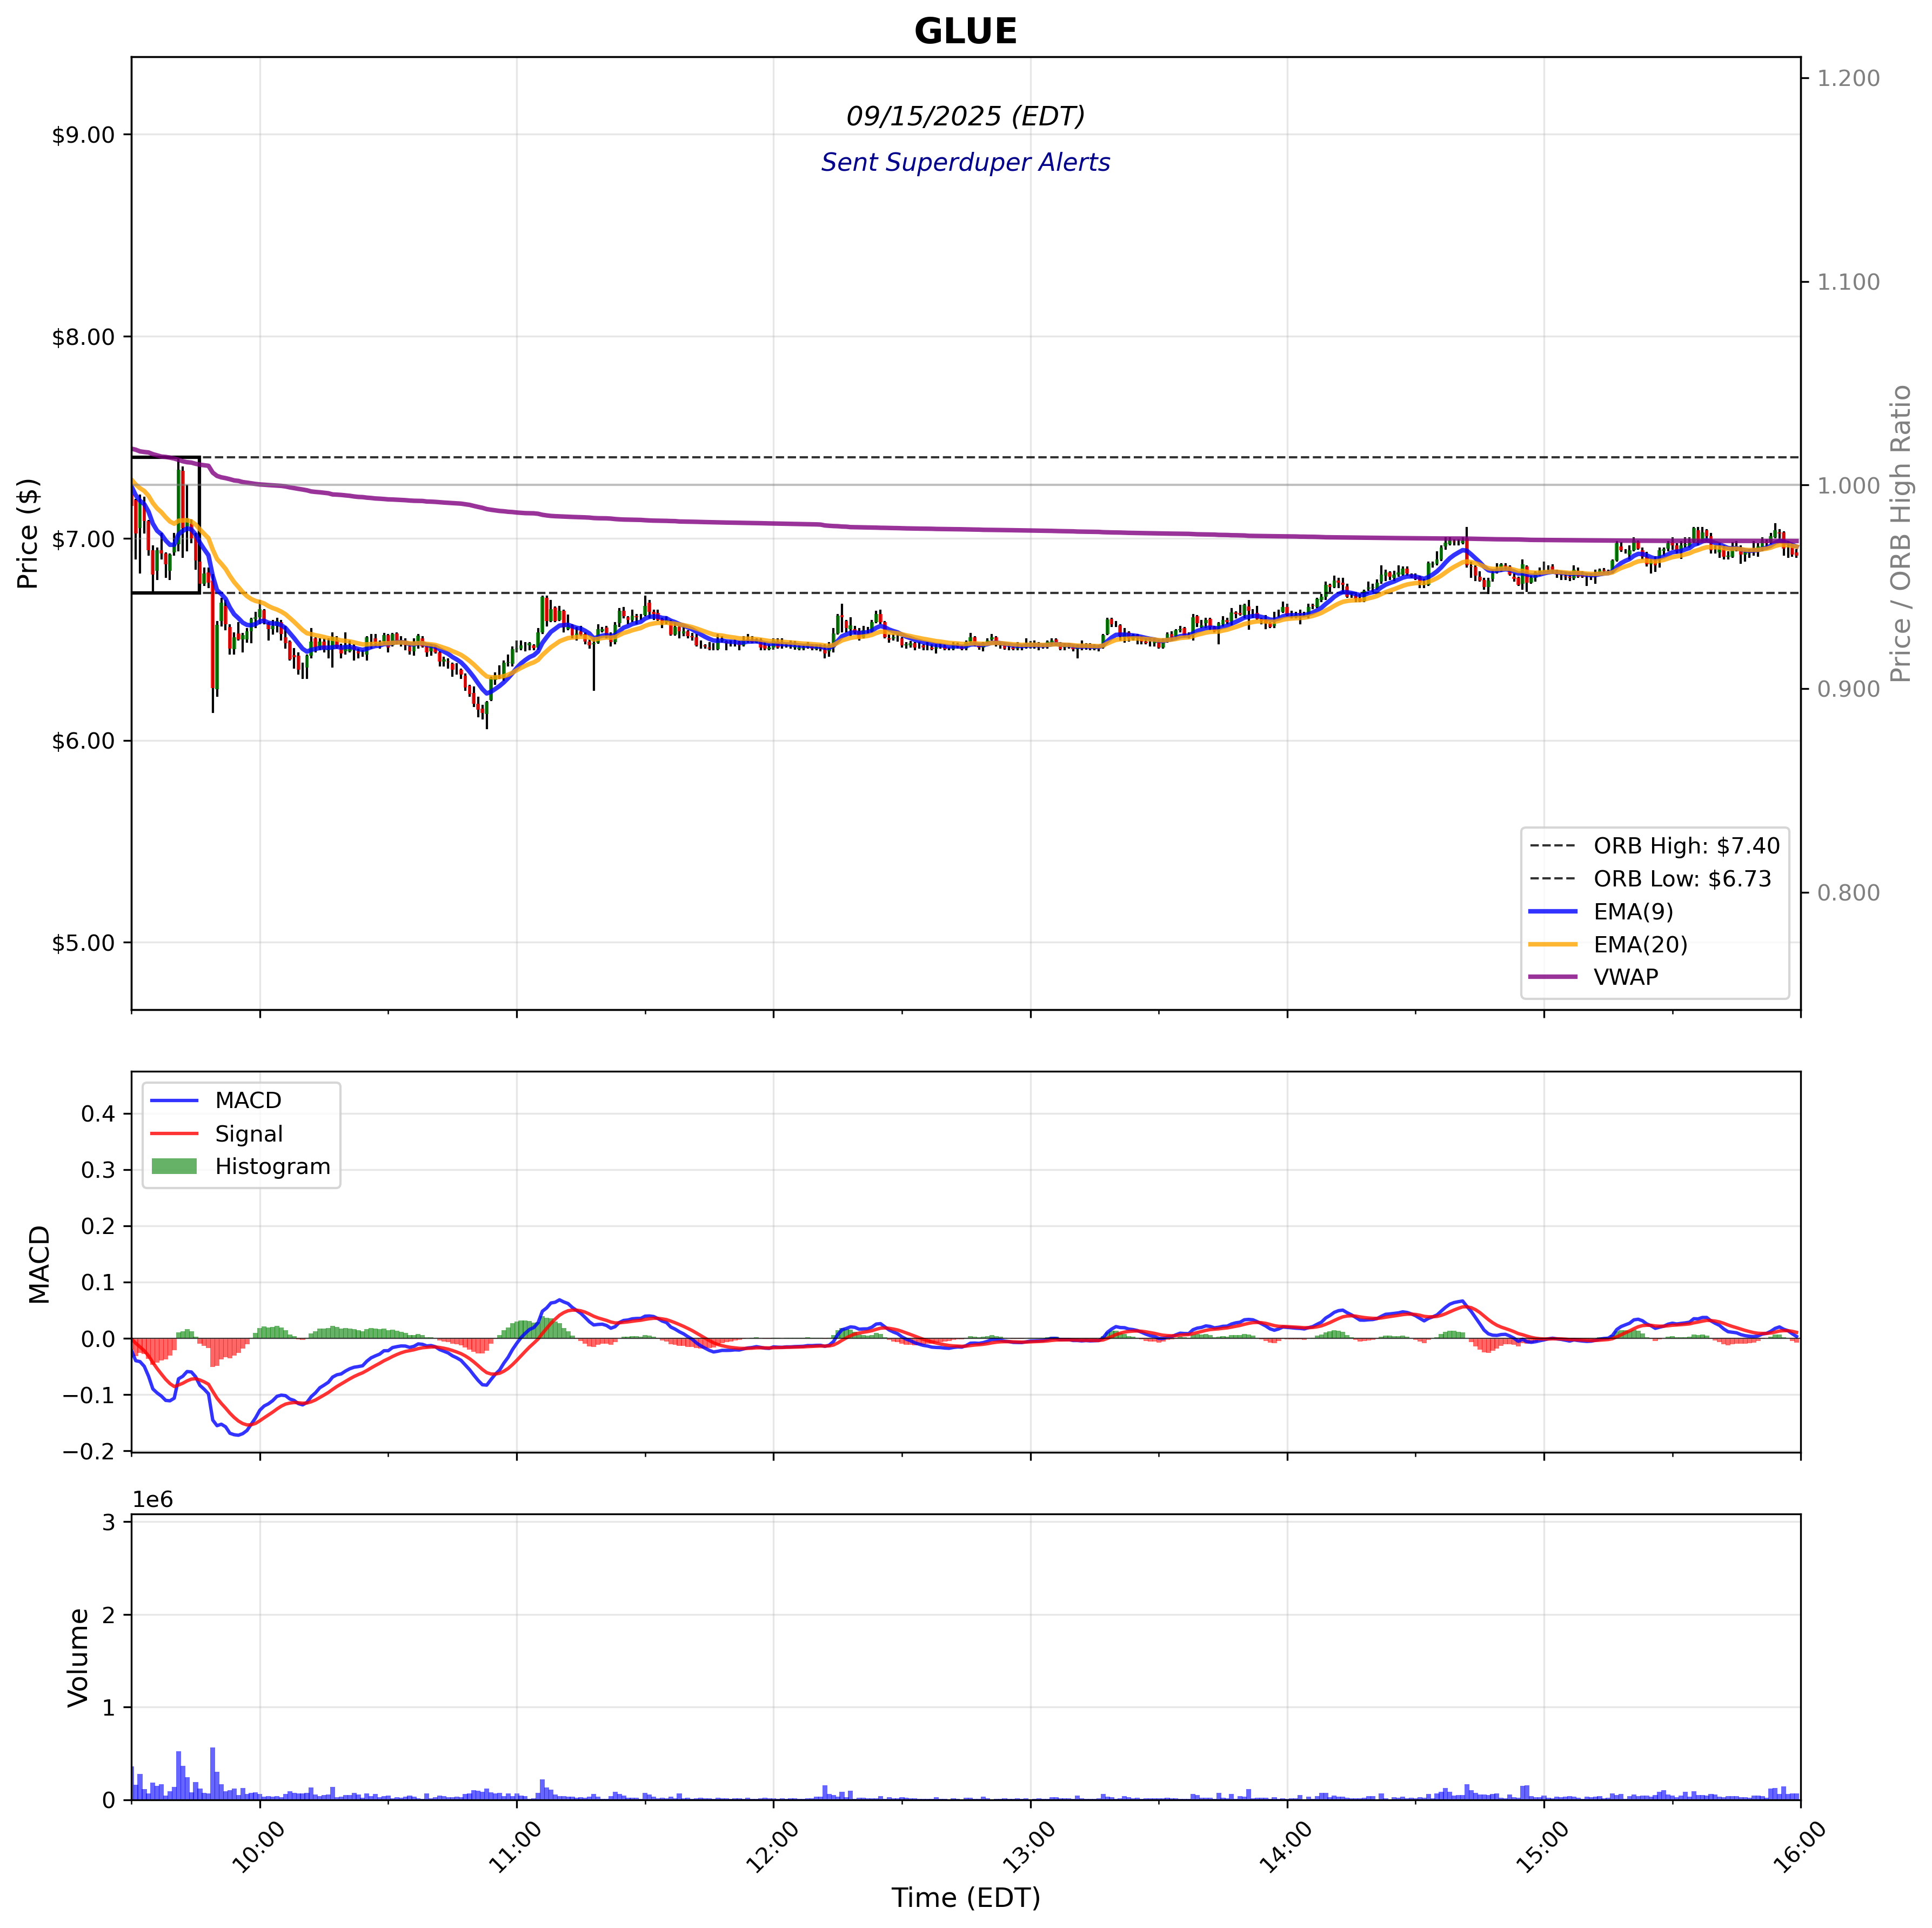 GLUE
09/15/2025 (EDT)
Sent Superduper Alerts
Price ($)
$9.00
$8.00
$7.00
$6.00
$5.00
1.200
1.100
1.000
0.900
0.800
Price / ORB High Ratio
ORB High: $7.40
ORB Low: $6.73
EMA(9)
EMA(20)
VWAP
MACD
0.4
0.3
0.2
0.1
0.0
−0.1
−0.2
MACD
Signal
Histogram
1e6
Volume
3
2
1
0
10:00
11:00
12:00
13:00
14:00
15:00
16:00
Time (EDT)